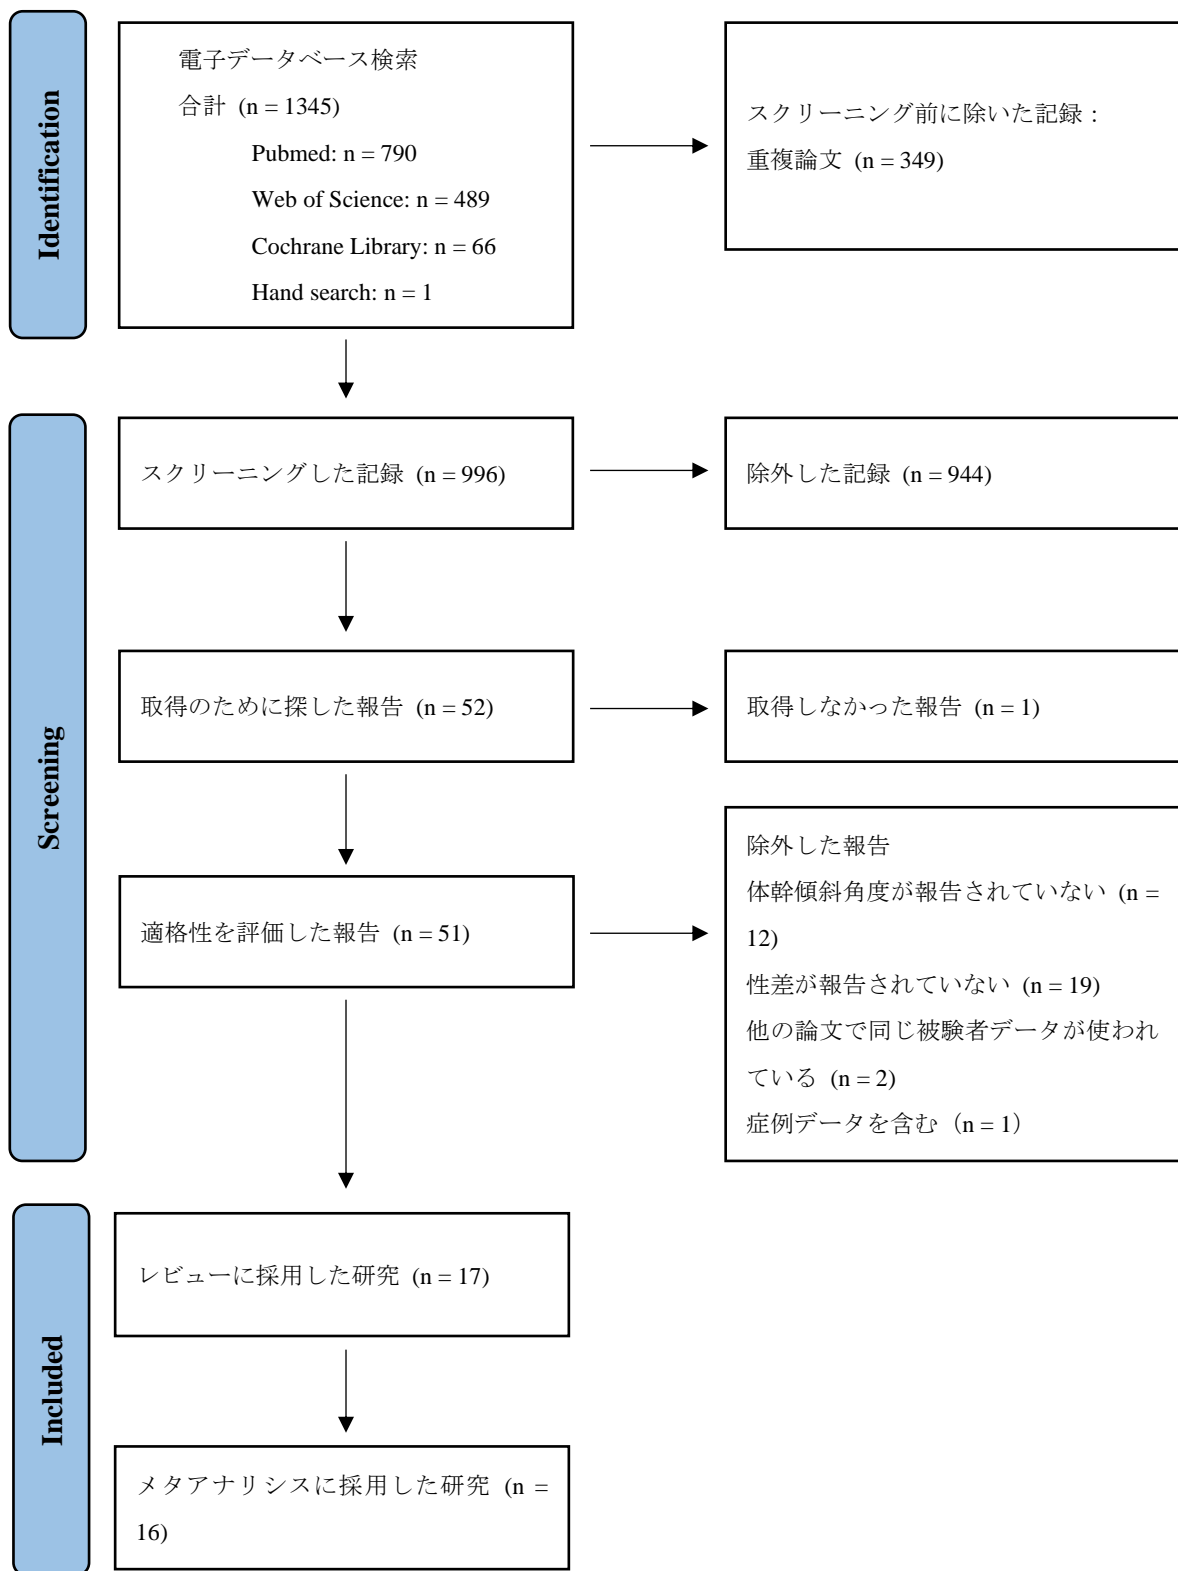 Identification
電子データベース検索
合計 (n = 1345)
Pubmed: n = 790
Web of Science: n = 489
Cochrane Library: n = 66
Hand search: n = 1
スクリーニング前に除いた記録：
重複論文 (n = 349)
Screening
スクリーニングした記録 (n = 996)
除外した記録 (n = 944)
取得のために探した報告 (n = 52)
取得しなかった報告 (n = 1)
適格性を評価した報告 (n = 51)
除外した報告
体幹傾斜角度が報告されていない (n =
12)
性差が報告されていない (n = 19)
他の論文で同じ被験者データが使われ
ている (n = 2)
症例データを含む（n = 1）
Included
レビューに採用した研究 (n = 17)
メタアナリシスに採用した研究 (n =
16)